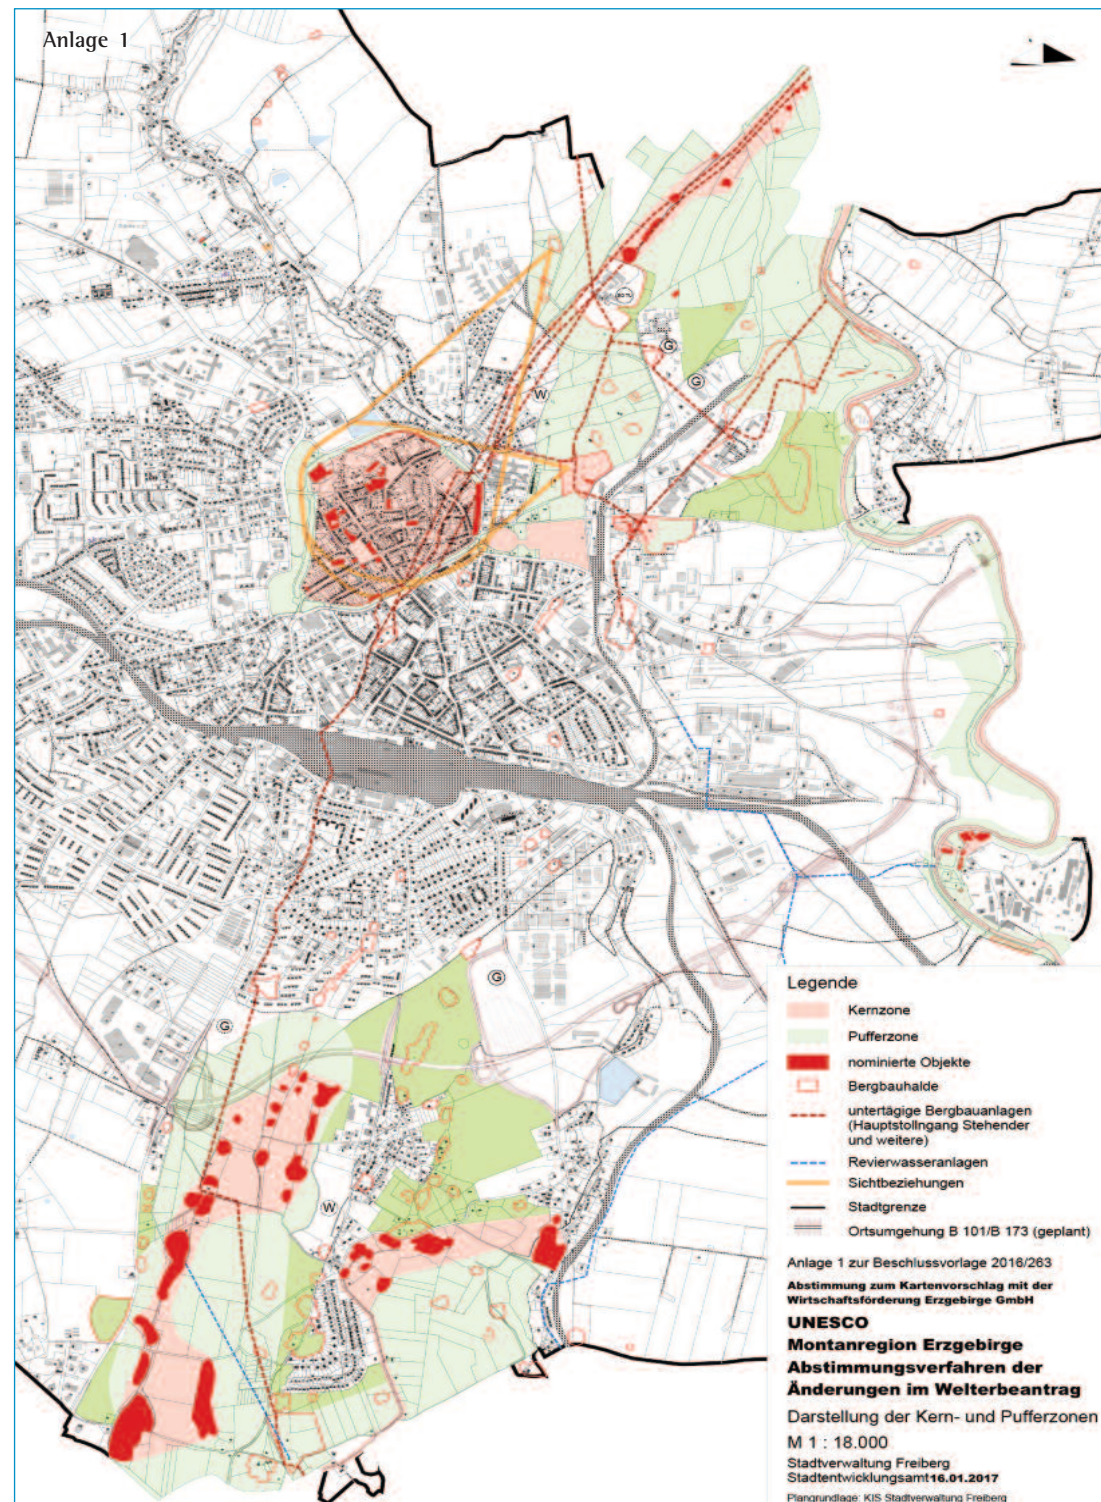 Anlage 1
W
G
G
G
G
W
Legende
Kernzone
Pufferzone
nominierte Objekte
Bergbauhalde
untertägige Bergbauanlagen
(Hauptstollngang Stehender
und weitere)
Revierwasseranlagen
Sichtbeziehungen
Stadtgrenze
Ortsumgehung B 101/B 173 (geplant)
Anlage 1 zur Beschlussvorlage 2016/263
Abstimmung zum Kartenvorschlag mit der
Wirtschaftsförderung Erzgebirge GmbH
UNESCO
Montanregion Erzgebirge
Abstimmungsverfahren der
Änderungen im Welterbeantrag
Darstellung der Kern- und Pufferzonen
M 1 : 18.000
Stadtverwaltung Freiberg
Stadtentwicklungsamt16.01.2017
Plangrundlage: KIS Stadtverwaltung Freiberg